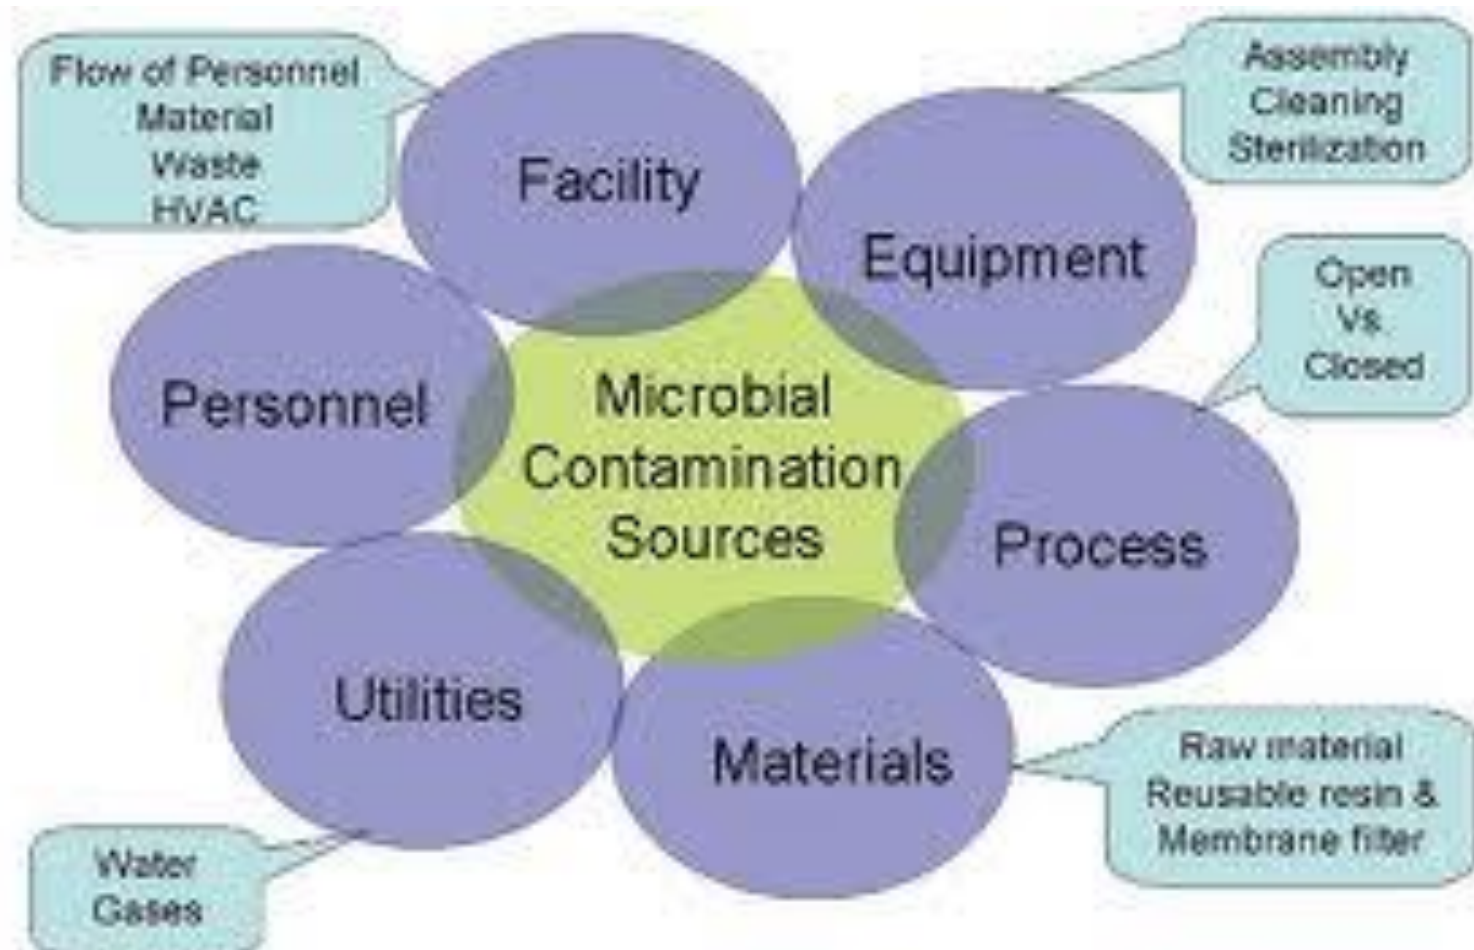 Flow of Personnel
Material
Waste
HVAC
Facility
Assembly
Cleaning
Sterilization
Equipment
Open
Vs
Closed
Personnel
Microbial
Contamination
Sources
Process
Utilities
Materials
Raw material
Reusable resin &
Membrane filter
Water
Gases